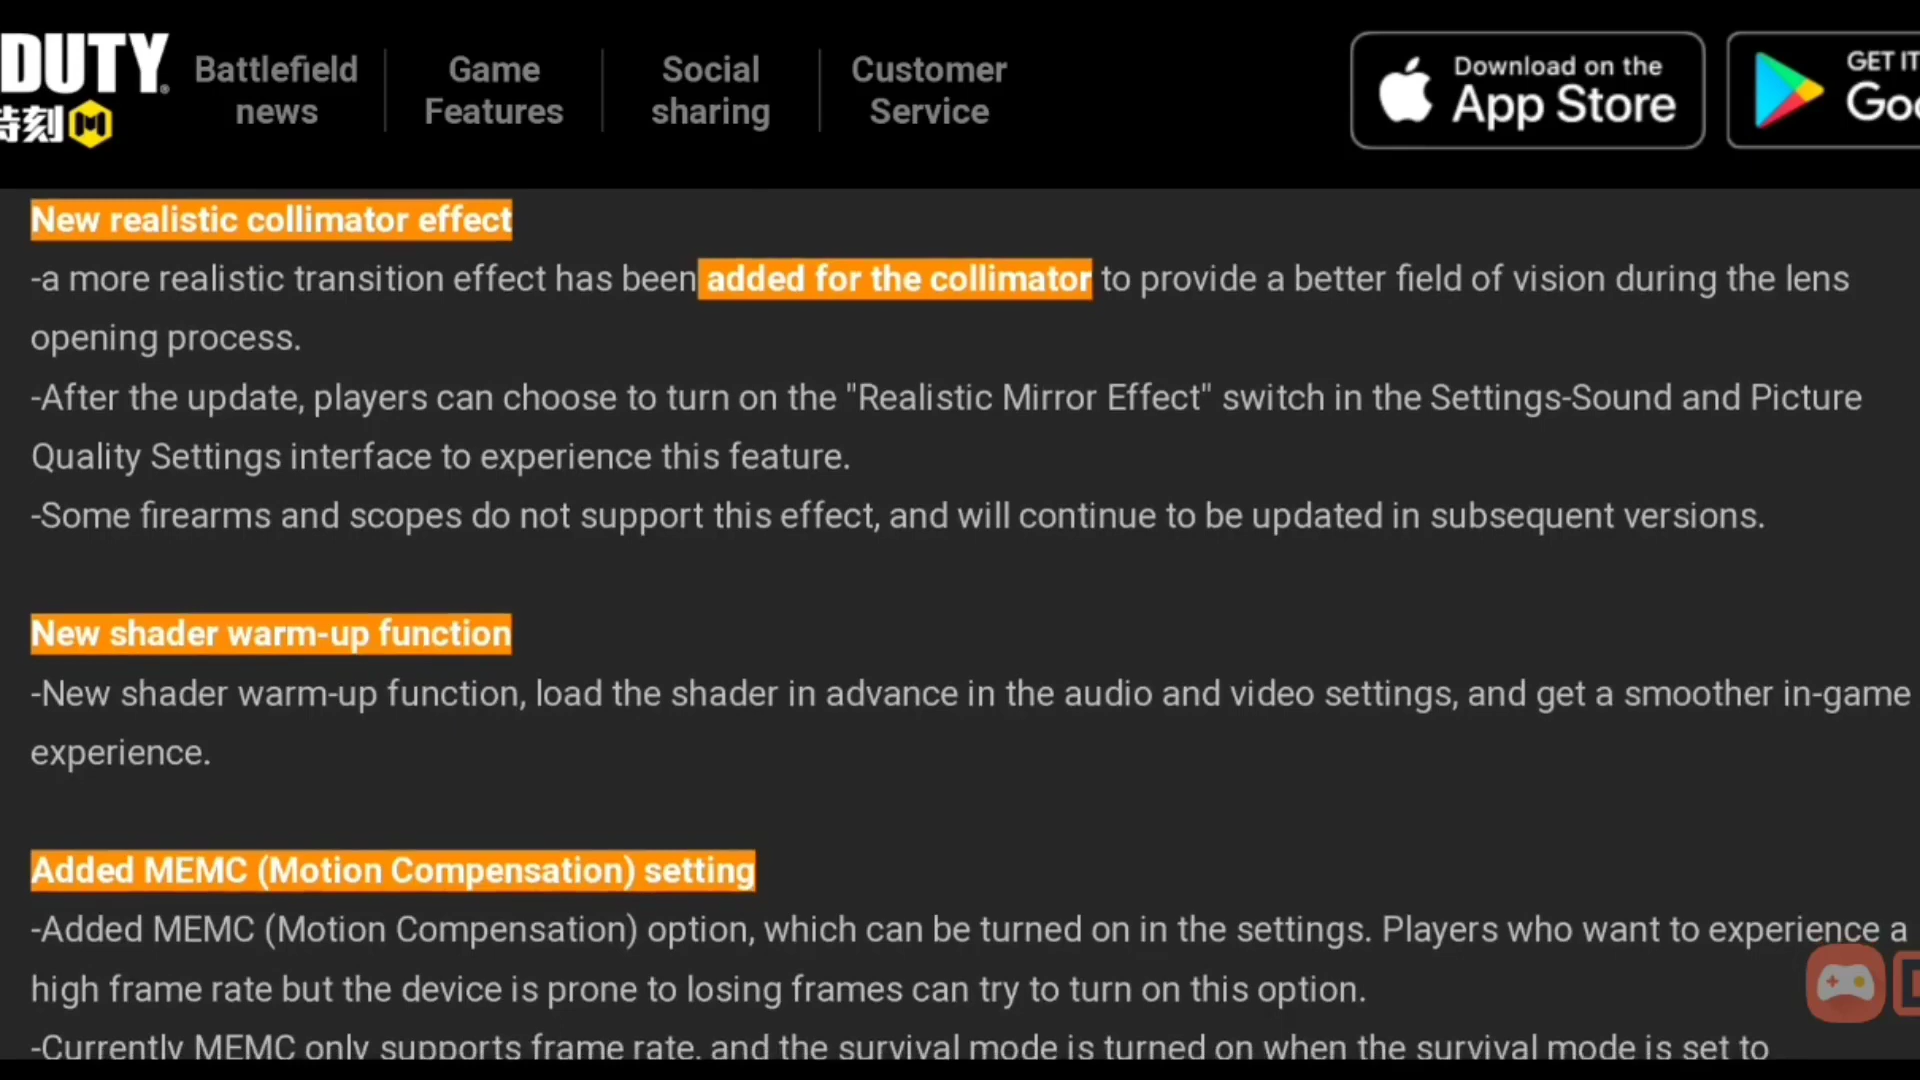 DUTY
Battlefield news
Game Features
Social sharing
Customer Service
Download on the App Store
GET IT
時刻
New realistic collimator effect
-a more realistic transition effect has been added for the collimator to provide a better field of vision during the lens
opening process.
-After the update, players can choose to turn on the "Realistic Mirror Effect" switch in the Settings-Sound and Picture
Quality Settings interface to experience this feature.
-Some firearms and scopes do not support this effect, and will continue to be updated in subsequent versions.
New shader warm-up function
-New shader warm-up function, load the shader in advance in the audio and video settings, and get a smoother in-game
experience.
Added MEMC (Motion Compensation) setting
-Added MEMC (Motion Compensation) option, which can be turned on in the settings. Players who want to experience a
high frame rate but the device is prone to losing frames can try to turn on this option.
-Currently MEMC only supports frame rate, and the survival mode is turned on when the survival mode is set to